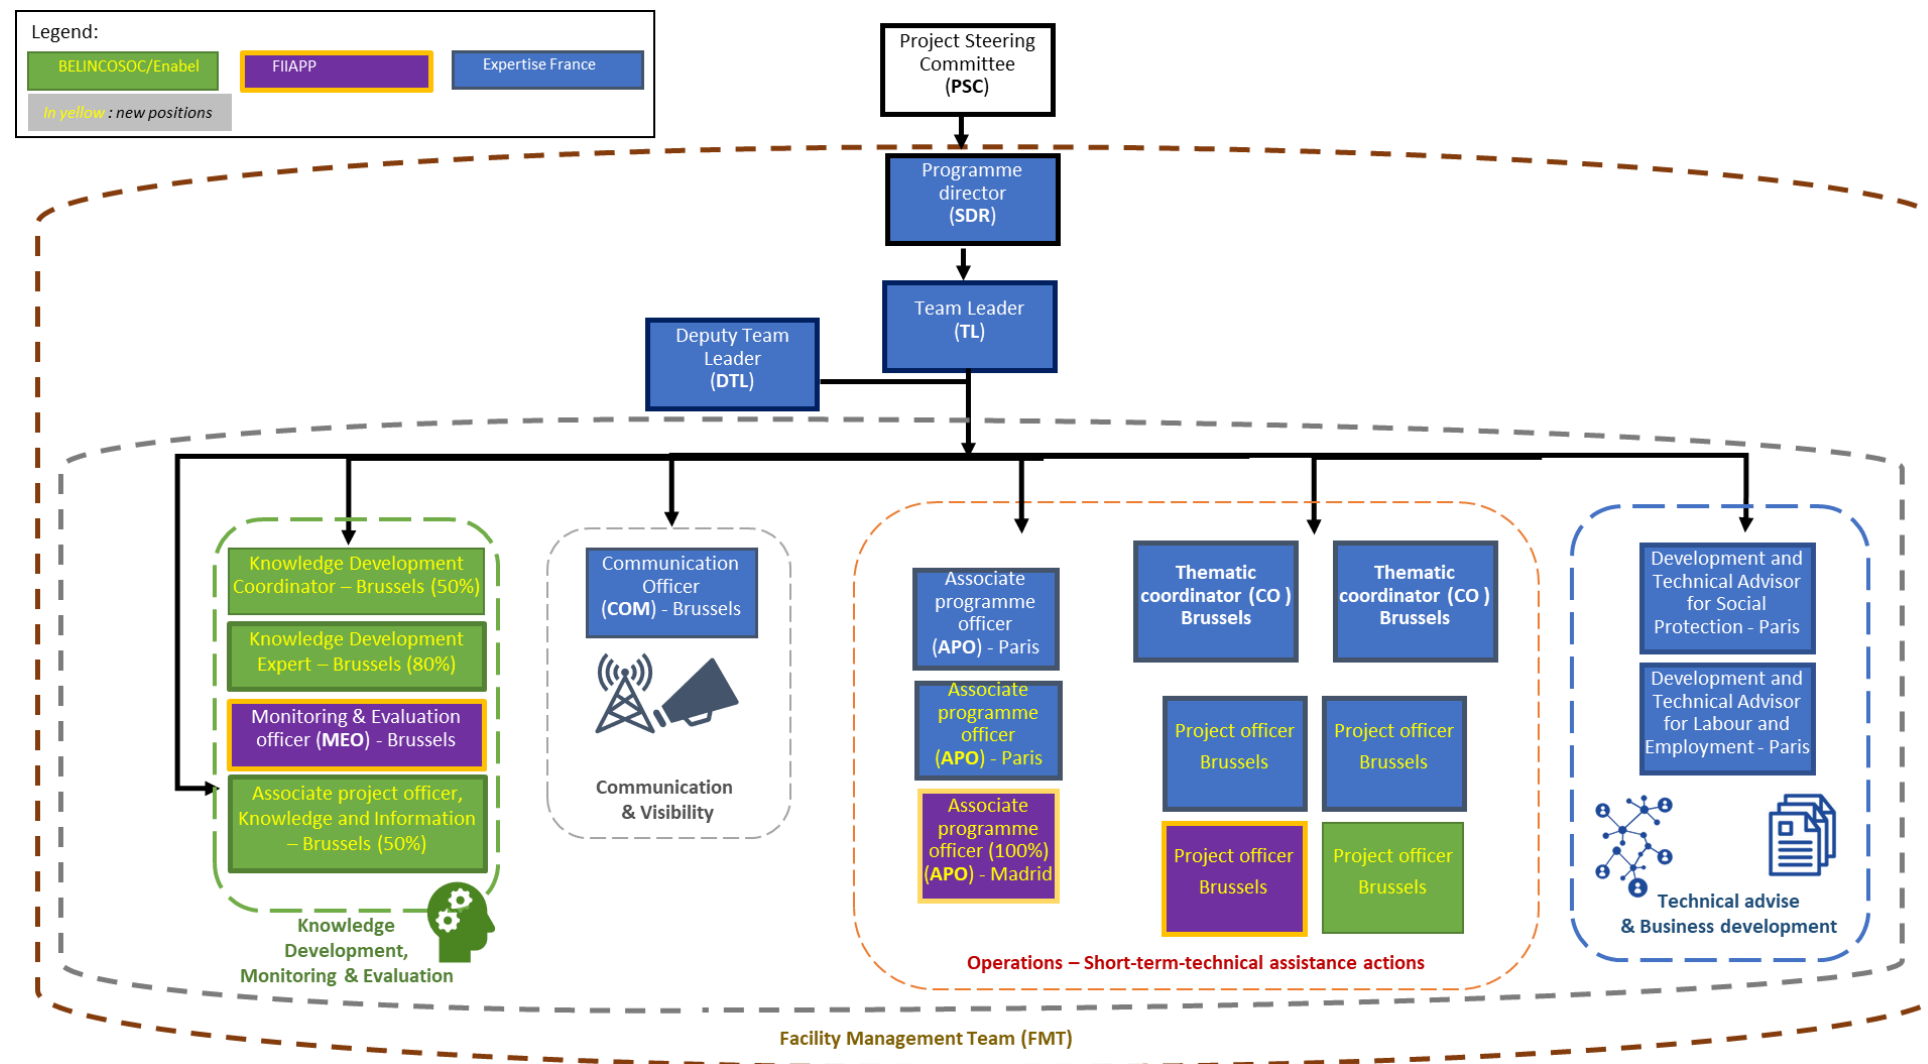 Legend:
BELINCOSOC/Enabel
FIIAPP
Expertise France
In yellow : new positions
Project Steering
Committee
(PSC)
Programme
director
(SDR)
Team Leader
(TL)
Deputy Team
Leader
(DTL)
Knowledge Development
Coordinator – Brussels (50%)
Knowledge Development
Expert – Brussels (80%)
Monitoring & Evaluation
officer (MEO) - Brussels
Associate project officer,
Knowledge and Information
– Brussels (50%)
Knowledge
Development,
Monitoring & Evaluation
Communication
Officer
(COM) - Brussels
Communication
& Visibility
Associate
programme
officer
(APO) - Paris
Associate
programme
officer
(APO) - Paris
Associate
programme
officer (100%)
(APO) - Madrid
Thematic
coordinator (CO )
Brussels
Thematic
coordinator (CO )
Brussels
Project officer
Brussels
Project officer
Brussels
Project officer
Brussels
Project officer
Brussels
Operations – Short-term-technical assistance actions
Development and
Technical Advisor
for Social
Protection - Paris
Development and
Technical Advisor
for Labour and
Employment - Paris
Technical advise
& Business development
Facility Management Team (FMT)